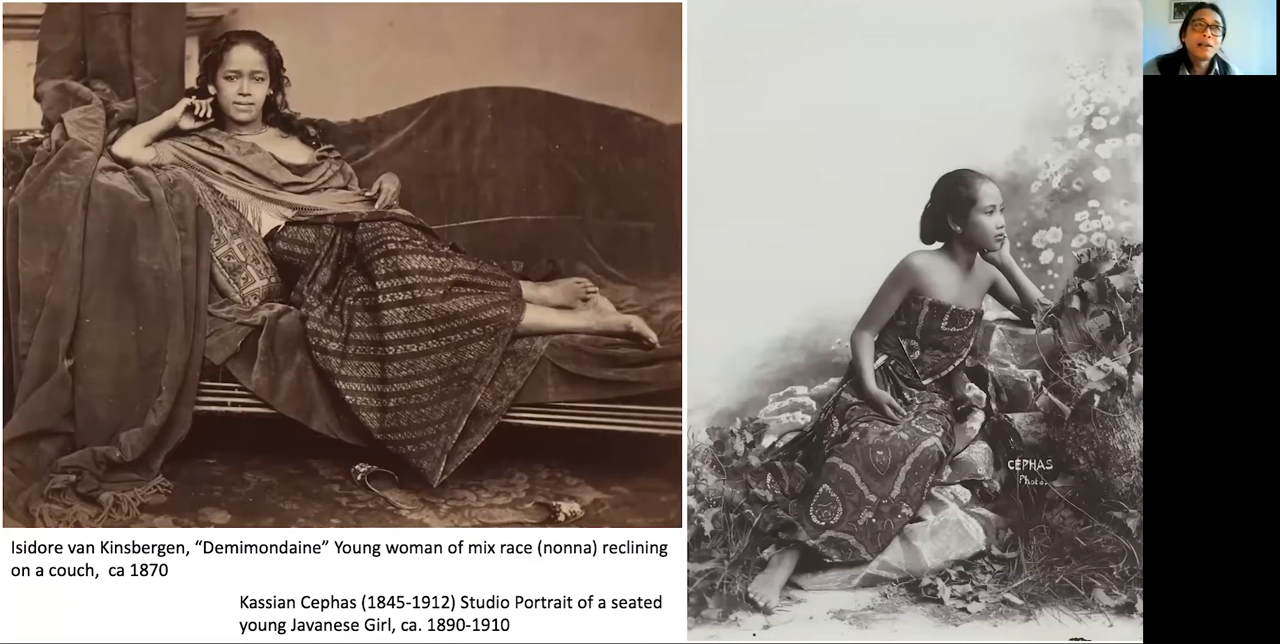 Isidore van Kinsbergen, “Demimondaine” Young woman of mix race (nonna) reclining
on a couch,  ca 1870
Kassian Cephas (1845-1912) Studio Portrait of a seated
young Javanese Girl, ca. 1890-1910
CEPHAS
Photo.